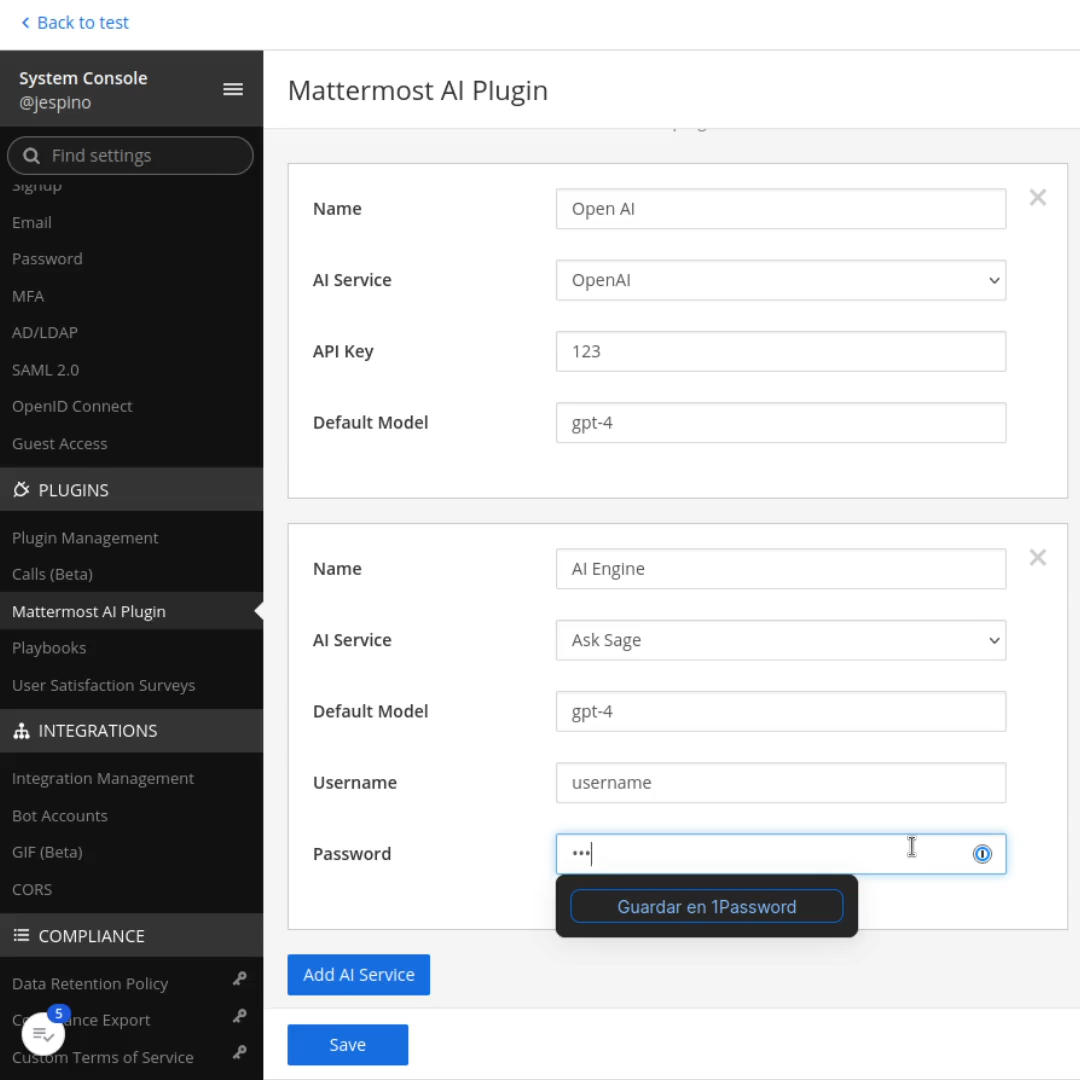 Back to test
System Console
@jespino
Find settings
Signup
Email
Password
MFA
AD/LDAP
SAML 2.0
OpenID Connect
Guest Access
PLUGINS
Plugin Management
Calls (Beta)
Mattermost AI Plugin
Playbooks
User Satisfaction Surveys
INTEGRATIONS
Integration Management
Bot Accounts
GIF (Beta)
CORS
COMPLIANCE
Data Retention Policy
Export
5
Custom Terms of Service
Mattermost AI Plugin
Name
Open AI
AI Service
OpenAI
API Key
123
Default Model
gpt-4
Name
AI Engine
AI Service
Ask Sage
Default Model
gpt-4
Username
username
Password
•••
Guardar en 1Password
Add AI Service
Save